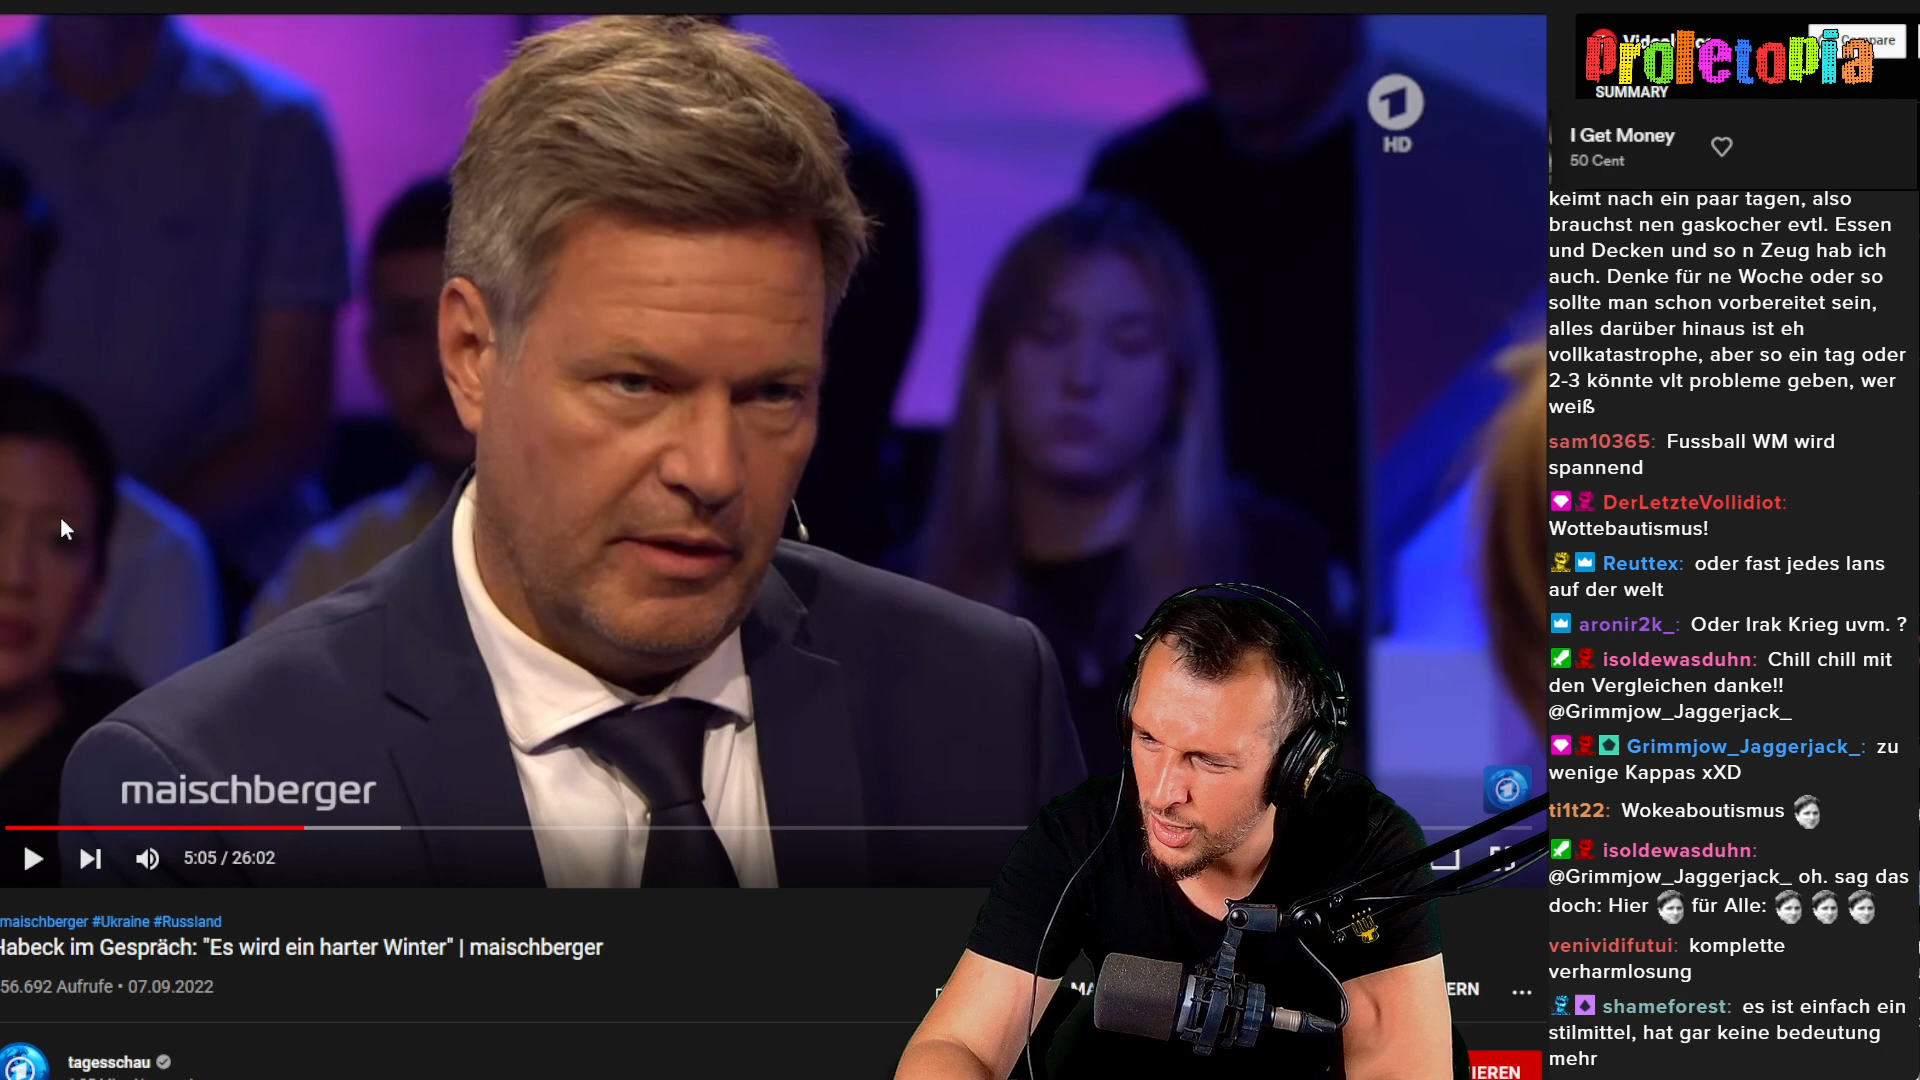 HD
maischberger
5:05 / 26:02
maischberger #Ukraine #Russland
Habeck im Gespräch: "Es wird ein harter Winter" | maischberger
56.692 Aufrufe • 07.09.2022
MA
ERN
tagesschau
IEREN
Proletopia
Compare
SUMMARY
I Get Money
50 Cent
keimt nach ein paar tagen, also
brauchst nen gaskocher evtl. Essen
und Decken und so n Zeug hab ich
auch. Denke für ne Woche oder so
sollte man schon vorbereitet sein,
alles darüber hinaus ist eh
vollkatastrophe, aber so ein tag oder
2-3 könnte vlt probleme geben, wer
weiß
sam10365: Fussball WM wird
spannend
DerLetzteVollidiot:
Wottebautismus!
Reuttex: oder fast jedes lans
auf der welt
aronir2k_: Oder Irak Krieg uvm. ?
isoldewasduhn: Chill chill mit
den Vergleichen danke!!
@Grimmjow_Jaggerjack_
Grimmjow_Jaggerjack_: zu
wenige Kappas xXD
ti1t22: Wokeaboutismus
isoldewasduhn:
@Grimmjow_Jaggerjack_ oh. sag das
doch: Hier für Alle:
venividifutui: komplette
verharmlosung
shameforest: es ist einfach ein
stilmittel, hat gar keine bedeutung
mehr